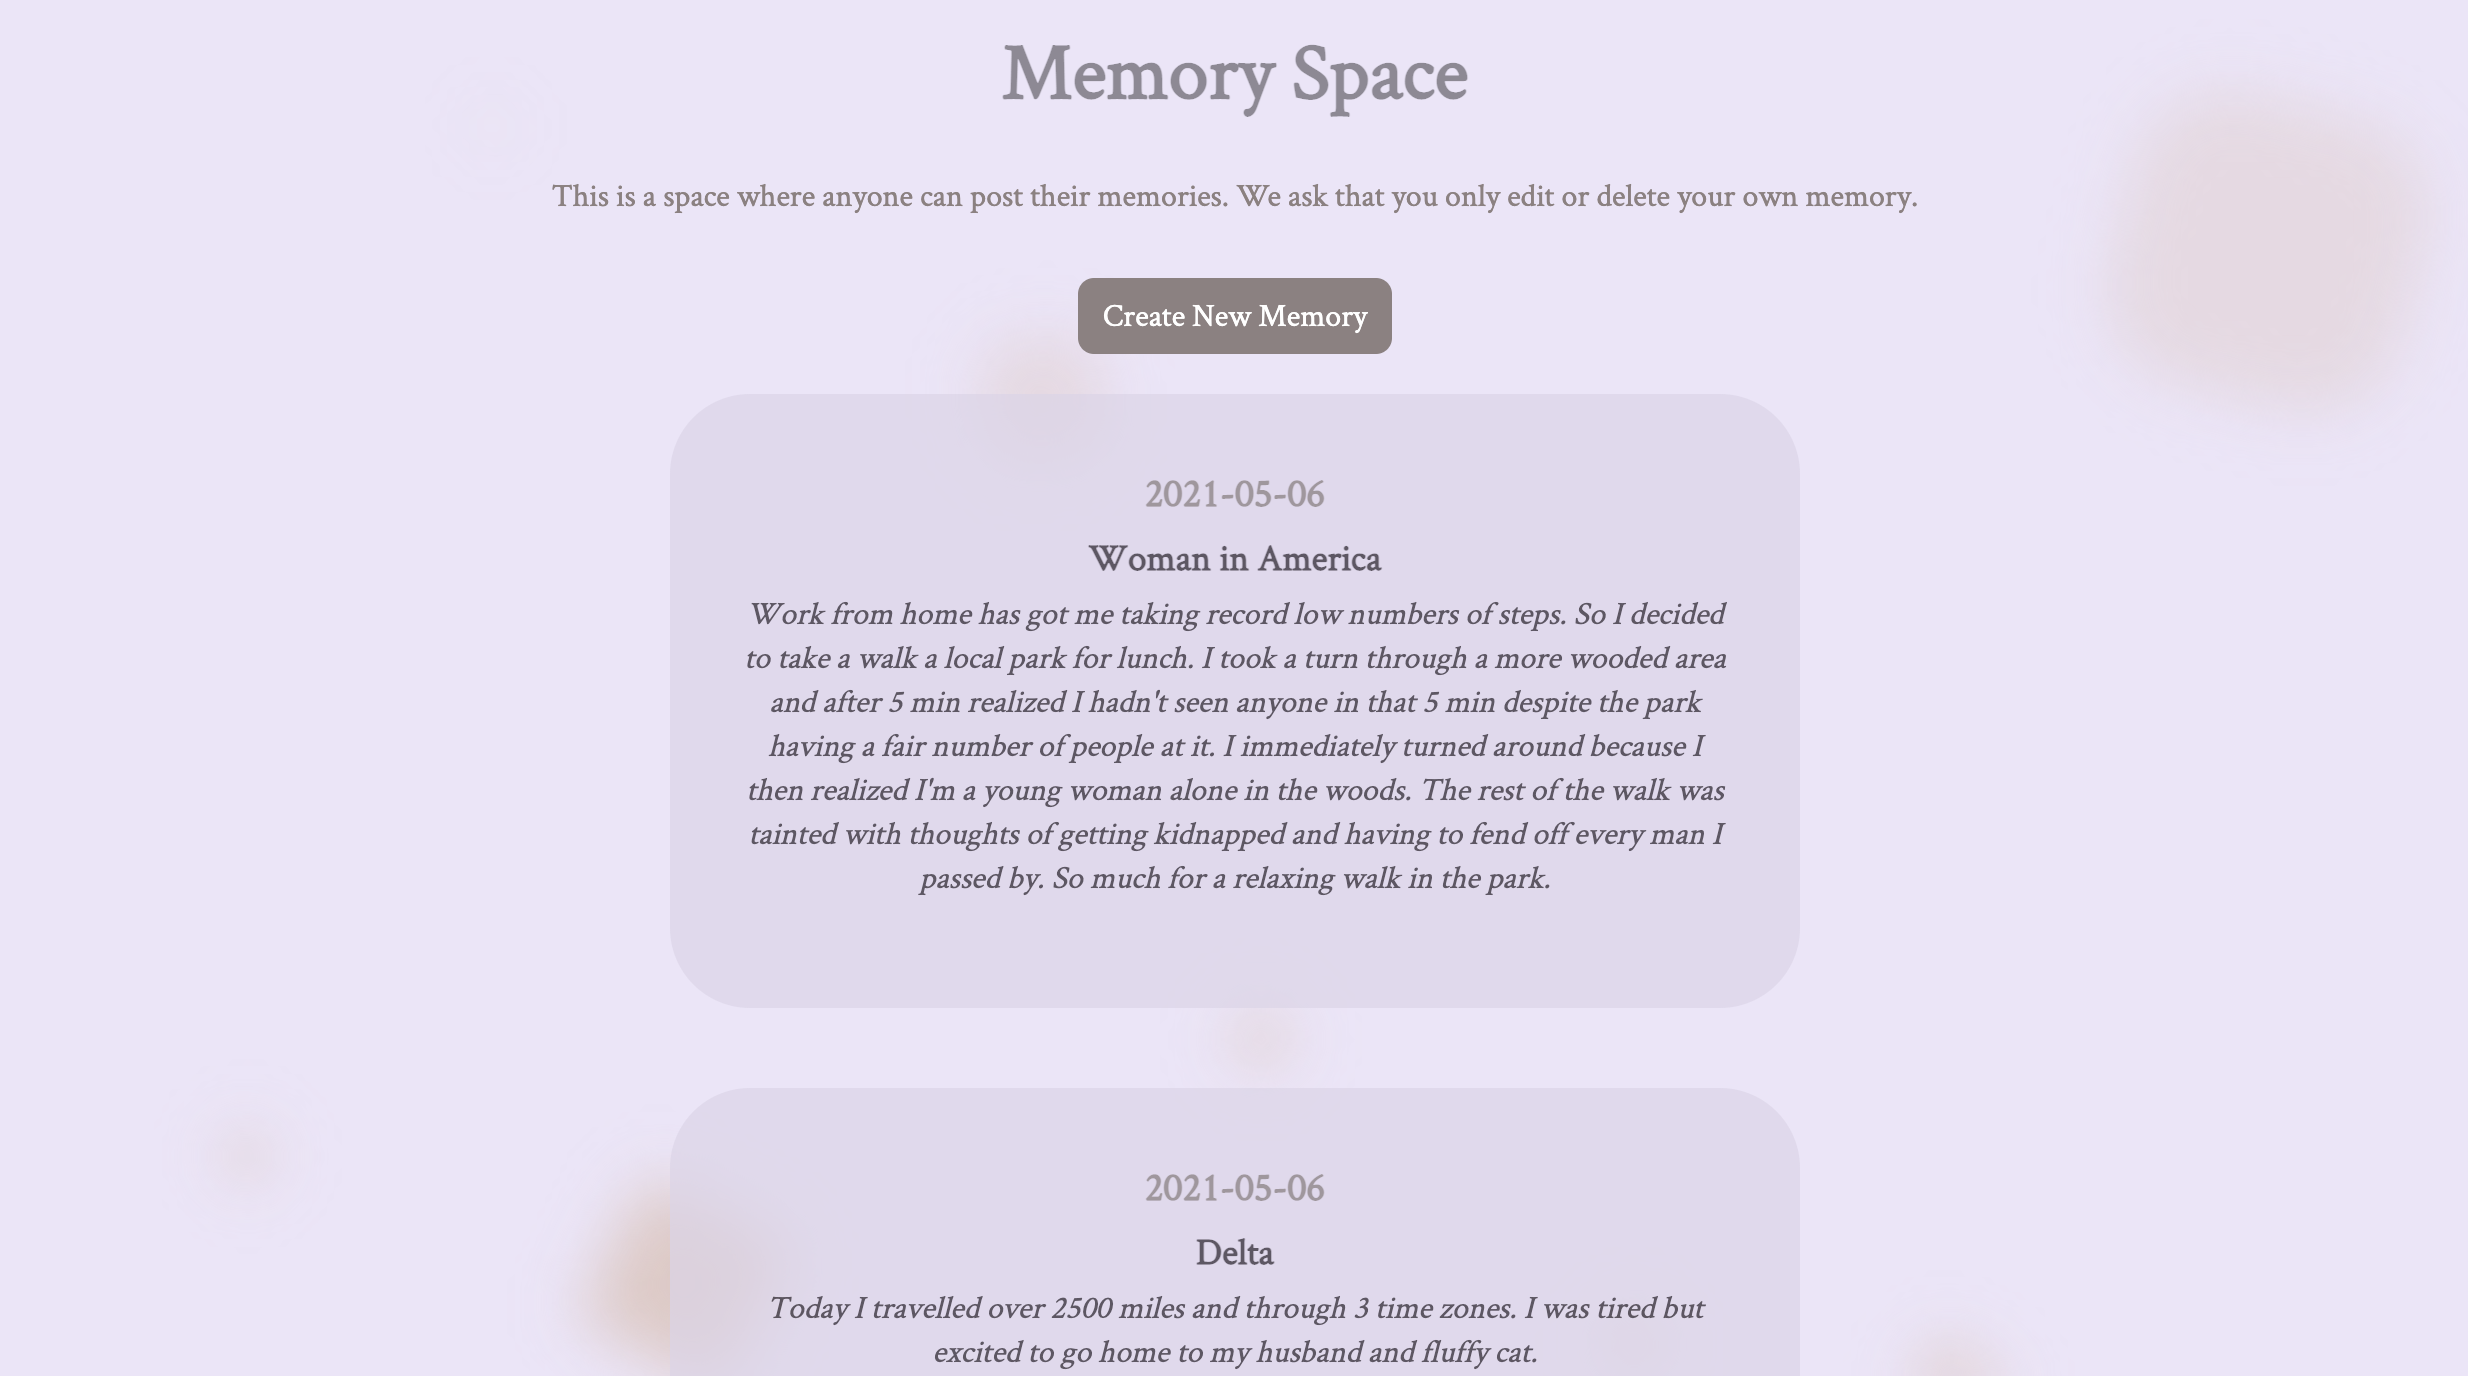 Memory Space
This is a space where anyone can post their memories. We ask that you only edit or delete your own memory.
Create New Memory
2021-05-06
Woman in America
Work from home has got me taking record low numbers of steps. So I decided
to take a walk a local park for lunch. I took a turn through a more wooded area
and after 5 min realized I hadn't seen anyone in that 5 min despite the park
having a fair number of people at it. I immediately turned around because I
then realized I'm a young woman alone in the woods. The rest of the walk was
tainted with thoughts of getting kidnapped and having to fend off every man I
passed by. So much for a relaxing walk in the park.
2021-05-06
Delta
Today I travelled over 2500 miles and through 3 time zones. I was tired but
excited to go home to my husband and fluffy cat.